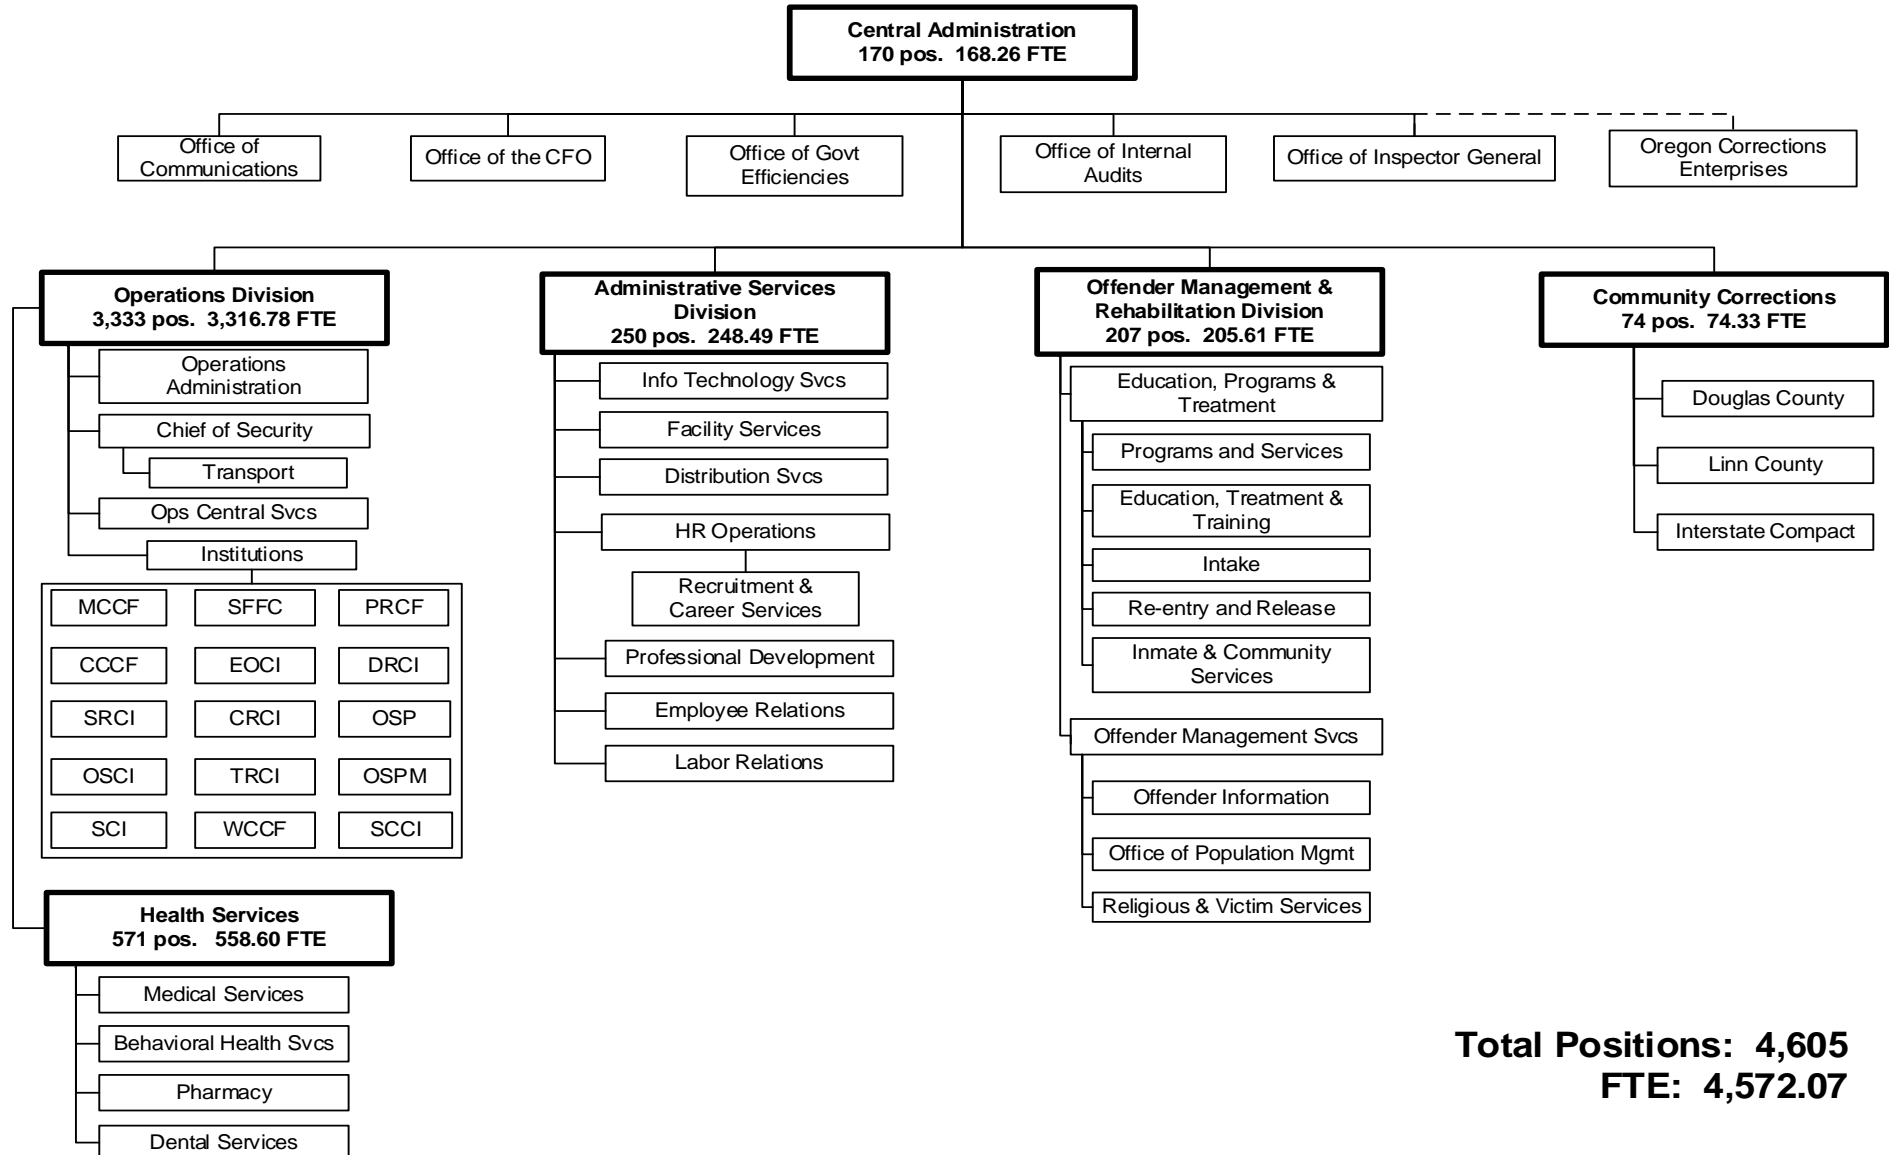 Central Administration
170 pos. 168.26 FTE
Office of
Communications
Office of the CFO
Office of Govt
Efficiencies
Office of Internal
Audits
Office of Inspector General
Oregon Corrections
Enterprises
Operations Division
3,333 pos. 3,316.78 FTE
Operations
Administration
Chief of Security
Transport
Ops Central Svcs
Institutions
MCCF
SFFC
PRCF
CCCF
EOCI
DRCI
SRCI
CRCI
OSP
OSCI
TRCI
OSPM
SCI
WCCF
SCCI
Health Services
571 pos. 558.60 FTE
Medical Services
Behavioral Health Svcs
Pharmacy
Dental Services
Administrative Services
Division
250 pos. 248.49 FTE
Info Technology Svcs
Facility Services
Distribution Svcs
HR Operations
Recruitment &
Career Services
Professional Development
Employee Relations
Labor Relations
Offender Management &
Rehabilitation Division
207 pos. 205.61 FTE
Education, Programs &
Treatment
Programs and Services
Education, Treatment &
Training
Intake
Re-entry and Release
Inmate & Community
Services
Offender Management Svcs
Offender Information
Office of Population Mgmt
Religious & Victim Services
Community Corrections
74 pos. 74.33 FTE
Douglas County
Linn County
Interstate Compact
Total Positions: 4,605
FTE: 4,572.07